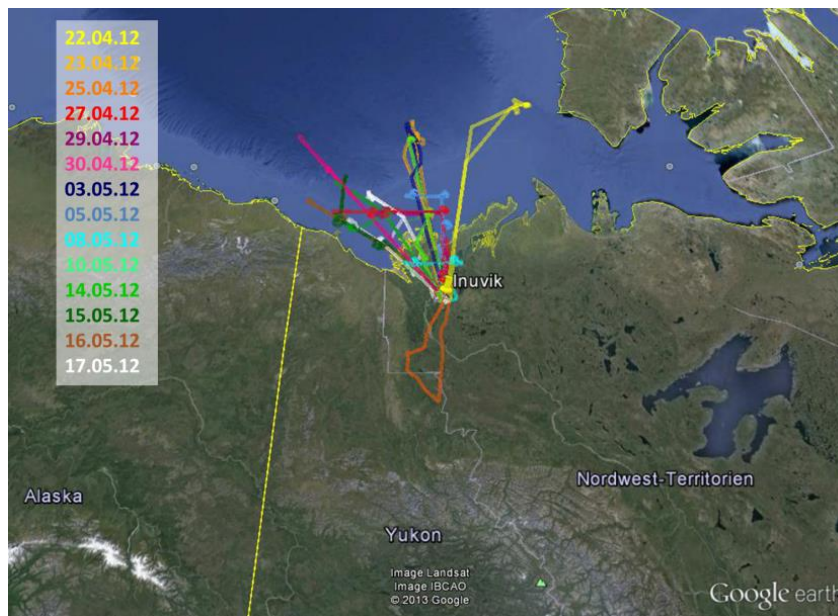 22.04.12
23.04.12
25.04.12
27.04.12
29.04.12
30.04.12
03.05.12
05.05.12
08.05.12
10.05.12
14.05.12
15.05.12
16.05.12
17.05.12
Inuvik
Nordwest-Territorien
Alaska
Yukon
Image Landsat
Image IBCAO
© 2013 Google
Google earth